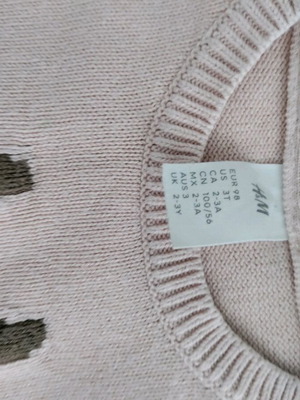 H&M
EUR 98
US 3T
CA 2-3A
CN 100/56
MX 2-3A
AUS 3
UK 2-3Y